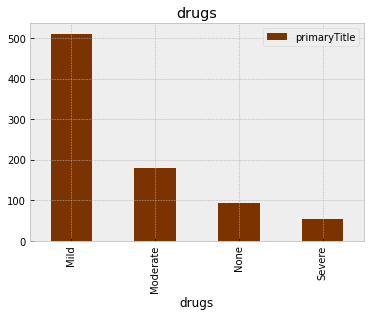 drugs
primaryTitle
500
400
300
200
100
0
Mild
Moderate
None
Severe
drugs